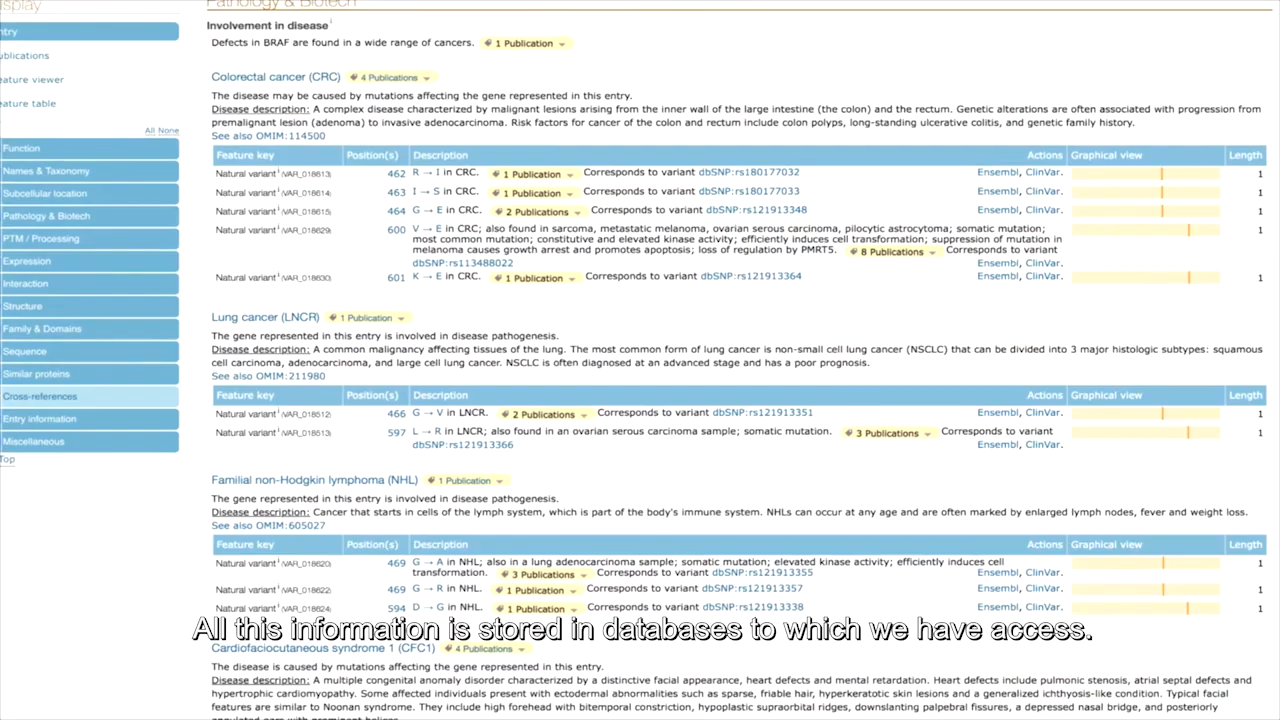 Pathology & Biotech
Display
Entry
Publications
Feature viewer
Feature table
All None
Function
Names & Taxonomy
Subcellular location
Pathology & Biotech
PTM / Processing
Expression
Interaction
Structure
Family & Domains
Sequence
Similar proteins
Cross-references
Entry information
Miscellaneous
Top
Involvement in disease i
Defects in BRAF are found in a wide range of cancers. 1 Publication
Colorectal cancer (CRC) 4 Publications
The disease may be caused by mutations affecting the gene represented in this entry.
Disease description: A complex disease characterized by malignant lesions arising from the inner wall of the large intestine (the colon) and the rectum. Genetic alterations are often associated with progression from
premalignant lesion (adenoma) to invasive adenocarcinoma. Risk factors for cancer of the colon and rectum include colon polyps, long-standing ulcerative colitis, and genetic family history.
See also OMIM:114500
Feature key Position(s) Description Actions Graphical view Length
Natural variant i (VAR_018613) 462 R → I in CRC. 1 Publication Corresponds to variant dbSNP:rs180177032 Ensembl, ClinVar. 1
Natural variant i (VAR_018614) 463 I → S in CRC. 1 Publication Corresponds to variant dbSNP:rs180177033 Ensembl, ClinVar. 1
Natural variant i (VAR_018615) 464 G → E in CRC. 2 Publications Corresponds to variant dbSNP:rs121913348 Ensembl, ClinVar. 1
Natural variant i (VAR_018629) 600 V → E in CRC; also found in sarcoma, metastatic melanoma, ovarian serous carcinoma, pilocytic astrocytoma; somatic mutation; 1
most common mutation; constitutive and elevated kinase activity; efficiently induces cell transformation; suppression of mutation in
melanoma causes growth arrest and promotes apoptosis; loss of regulation by PMRT5. 8 Publications Corresponds to variant
dbSNP:rs113488022 Ensembl, ClinVar.
Natural variant i (VAR_018630) 601 K → E in CRC. 1 Publication Corresponds to variant dbSNP:rs121913364 Ensembl, ClinVar. 1
Lung cancer (LNCR) 1 Publication
The gene represented in this entry is involved in disease pathogenesis.
Disease description: A common malignancy affecting tissues of the lung. The most common form of lung cancer is non-small cell lung cancer (NSCLC) that can be divided into 3 major histologic subtypes: squamous
cell carcinoma, adenocarcinoma, and large cell lung cancer. NSCLC is often diagnosed at an advanced stage and has a poor prognosis.
See also OMIM:211980
Feature key Position(s) Description Actions Graphical view Length
Natural variant i (VAR_018512) 466 G → V in LNCR. 2 Publications Corresponds to variant dbSNP:rs121913351 Ensembl, ClinVar. 1
Natural variant i (VAR_018513) 597 L → R in LNCR; also found in an ovarian serous carcinoma sample; somatic mutation. 3 Publications Corresponds to variant 1
dbSNP:rs121913366 Ensembl, ClinVar.
Familial non-Hodgkin lymphoma (NHL) 1 Publication
The gene represented in this entry is involved in disease pathogenesis.
Disease description: Cancer that starts in cells of the lymph system, which is part of the body's immune system. NHLs can occur at any age and are often marked by enlarged lymph nodes, fever and weight loss.
See also OMIM:605027
Feature key Position(s) Description Actions Graphical view Length
Natural variant i (VAR_018620) 469 G → A in NHL; also in a lung adenocarcinoma sample; somatic mutation; elevated kinase activity; efficiently induces cell 1
transformation. 3 Publications Corresponds to variant dbSNP:rs121913355 Ensembl, ClinVar.
Natural variant i (VAR_018622) 469 G → R in NHL. 1 Publication Corresponds to variant dbSNP:rs121913357 Ensembl, ClinVar. 1
Natural variant i (VAR_018624) 594 D → G in NHL. 1 Publication Corresponds to variant dbSNP:rs121913338 Ensembl, ClinVar. 1
All this information is stored in databases to which we have access.
Cardiofaciocutaneous syndrome 1 (CFC1) 4 Publications
The disease is caused by mutations affecting the gene represented in this entry.
Disease description: A multiple congenital anomaly disorder characterized by a distinctive facial appearance, heart defects and mental retardation. Heart defects include pulmonic stenosis, atrial septal defects and
hypertrophic cardiomyopathy. Some affected individuals present with ectodermal abnormalities such as sparse, friable hair, hyperkeratotic skin lesions and a generalized ichthyosis-like condition. Typical facial
features are similar to Noonan syndrome. They include high forehead with bitemporal constriction, hypoplastic supraorbital ridges, downslanting palpebral fissures, a depressed nasal bridge, and posteriorly
angulated ears with prominent helices.